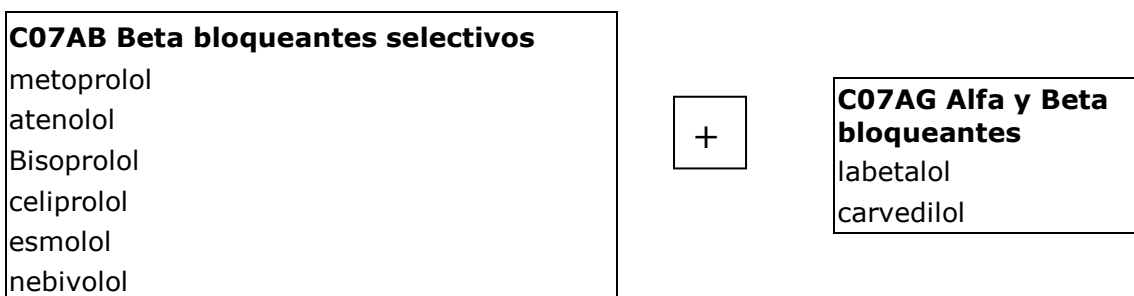 C07AB Beta bloqueantes selectivos
metoprolol
atenolol
Bisoprolol
celiprolol
esmolol
nebivolol
+
C07AG Alfa y Beta
bloqueantes
labetalol
carvedilol